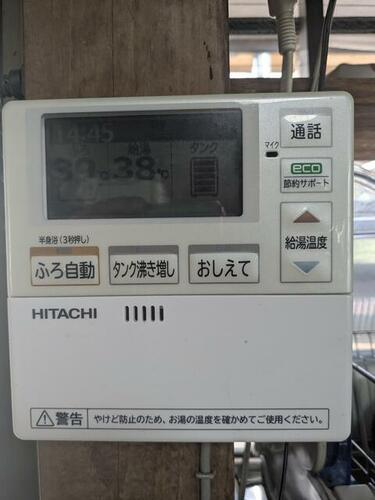 14:45
給湯 タンク
38℃
マイク
通話
eco
節約サポート
給湯温度
半身浴(3秒押し)
ふろ自動 タンク沸き増し おしえて
HITACHI
⚠警告 やけど防止のため、お湯の温度を確かめてご使用ください。